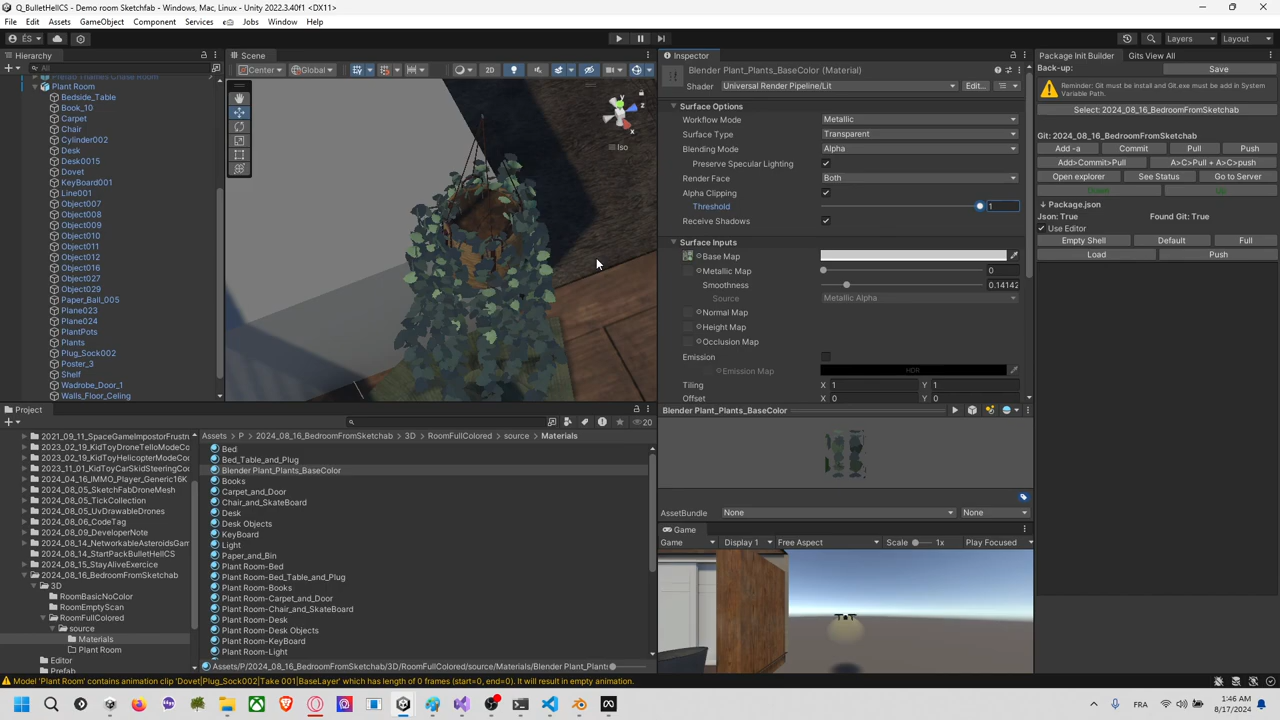 Q_BulletHellCS - Demo room Sketchfab - Windows, Mac, Linux - Unity 2022.3.40f1 <DX11>
File Edit Assets GameObject Component Services Jobs Window Help
ÉS
Layers Layout
Hierarchy
All
Prefab Thames Chase Room
Plant Room
Bedside_Table
Book_10
Carpet
Chair
Cylinder002
Desk
Desk0015
Dovet
KeyBoard001
Line001
Object007
Object008
Object009
Object010
Object011
Object012
Object016
Object027
Object029
Paper_Ball_005
Plane023
Plane024
PlantPots
Plants
Plug_Sock002
Poster_3
Shelf
Wadrobe_Door_1
Walls_Floor_Celing
Scene
Center Global 2D
y
z
x
Iso
Inspector
Blender Plant_Plants_BaseColor (Material)
Shader Universal Render Pipeline/Lit Edit...
Surface Options
Workflow Mode Metallic
Surface Type Transparent
Blending Mode Alpha
Preserve Specular Lighting
Render Face Both
Alpha Clipping
Threshold 1
Receive Shadows
Surface Inputs
Base Map
Metallic Map 0
Smoothness 0.14142
Source Metallic Alpha
Normal Map
Height Map
Occlusion Map
Emission
Emission Map HDR
Tiling X 1 Y 1
Offset X 0 Y 0
Blender Plant_Plants_BaseColor
AssetBundle None None
Game
Game Display 1 Free Aspect Scale 1x Play Focused
Package Init Builder Gits View All
Back-up: Save
Reminder: Git must be install and Git.exe must be add in System Variable Path.
Select: 2024_08_16_BedroomFromSketchab
Git: 2024_08_16_BedroomFromSketchab
Add -a Commit Pull Push
Add>Commit>Pull A>C>Pull + A>C>push
Open explorer See Status Go to Server
Down Up
Package.json
Json: True Found Git: True
Use Editor
Empty Shell Default Full
Load Push
Project
20
2021_09_11_SpaceGameImpostorFrustr
2023_02_19_KidToyDroneTelloModeCo
2023_02_19_KidToyHelicopterModeCo
2023_11_01_KidToyCarSkidSteeringCo
2024_04_16_IMMO_Player_Generic16K
2024_08_05_SketchFabDroneMesh
2024_08_05_TickCollection
2024_08_05_UvDrawableDrones
2024_08_06_CodeTag
2024_08_09_DeveloperNote
2024_08_14_NetworkableAsteroidsGam
2024_08_14_StartPackBulletHellCS
2024_08_15_StayAliveExercice
2024_08_16_BedroomFromSketchab
3D
RoomBasicNoColor
RoomEmptyScan
RoomFullColored
source
Materials
Plant Room
Editor
Prefab
Assets > P > 2024_08_16_BedroomFromSketchab > 3D > RoomFullColored > source > Materials
Bed
Bed_Table_and_Plug
Blender Plant_Plants_BaseColor
Books
Carpet_and_Door
Chair_and_SkateBoard
Desk
Desk Objects
KeyBoard
Light
Paper_and_Bin
Plant Room-Bed
Plant Room-Bed_Table_and_Plug
Plant Room-Books
Plant Room-Carpet_and_Door
Plant Room-Chair_and_SkateBoard
Plant Room-Desk
Plant Room-Desk Objects
Plant Room-KeyBoard
Plant Room-Light
Assets/P/2024_08_16_BedroomFromSketchab/3D/RoomFullColored/source/Materials/Blender Plant_Plants
Model 'Plant Room' contains animation clip 'Dovet|Plug_Sock002|Take 001|BaseLayer' which has length of 0 frames (start=0, end=0). It will result in empty animation.
FRE
1:46 AM
8/17/2024